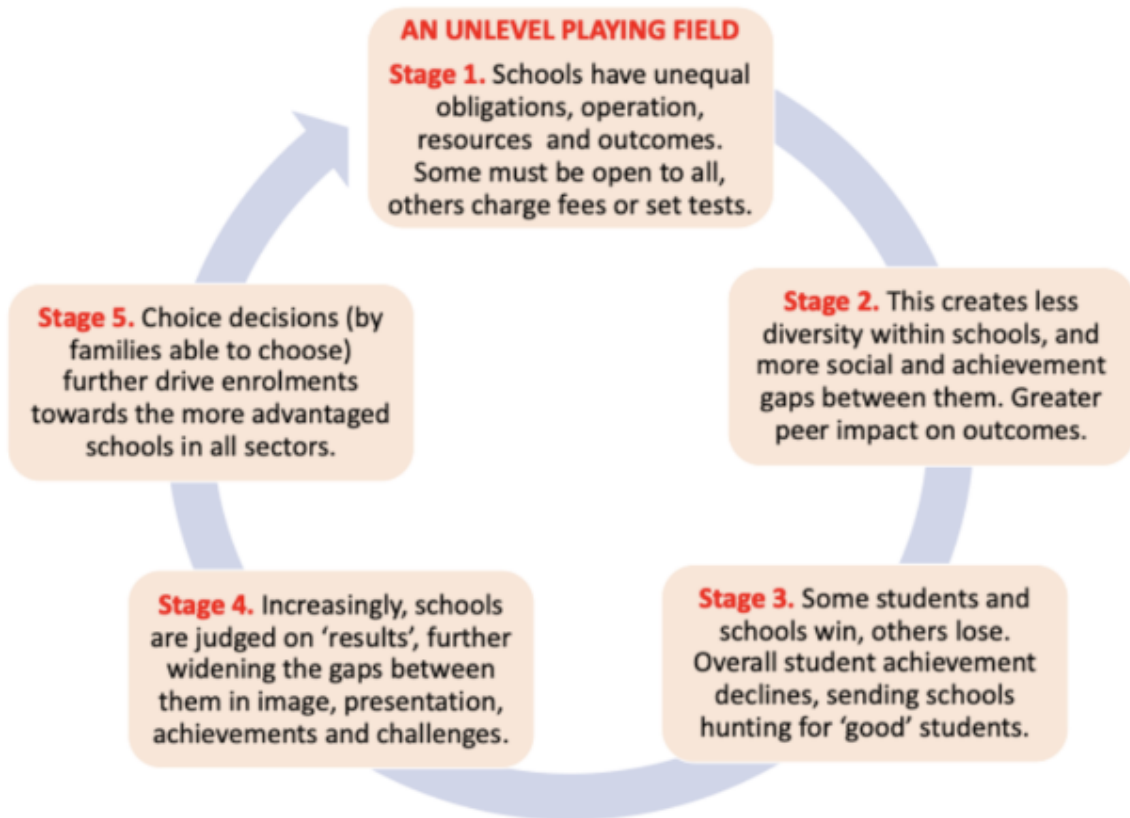 AN UNLEVEL PLAYING FIELD
Stage 1. Schools have unequal
obligations, operation,
resources and outcomes.
Some must be open to all,
others charge fees or set tests.
Stage 2. This creates less
diversity within schools, and
more social and achievement
gaps between them. Greater
peer impact on outcomes.
Stage 3. Some students and
schools win, others lose.
Overall student achievement
declines, sending schools
hunting for ‘good’ students.
Stage 4. Increasingly, schools
are judged on ‘results’, further
widening the gaps between
them in image, presentation,
achievements and challenges.
Stage 5. Choice decisions (by
families able to choose)
further drive enrolments
towards the more advantaged
schools in all sectors.